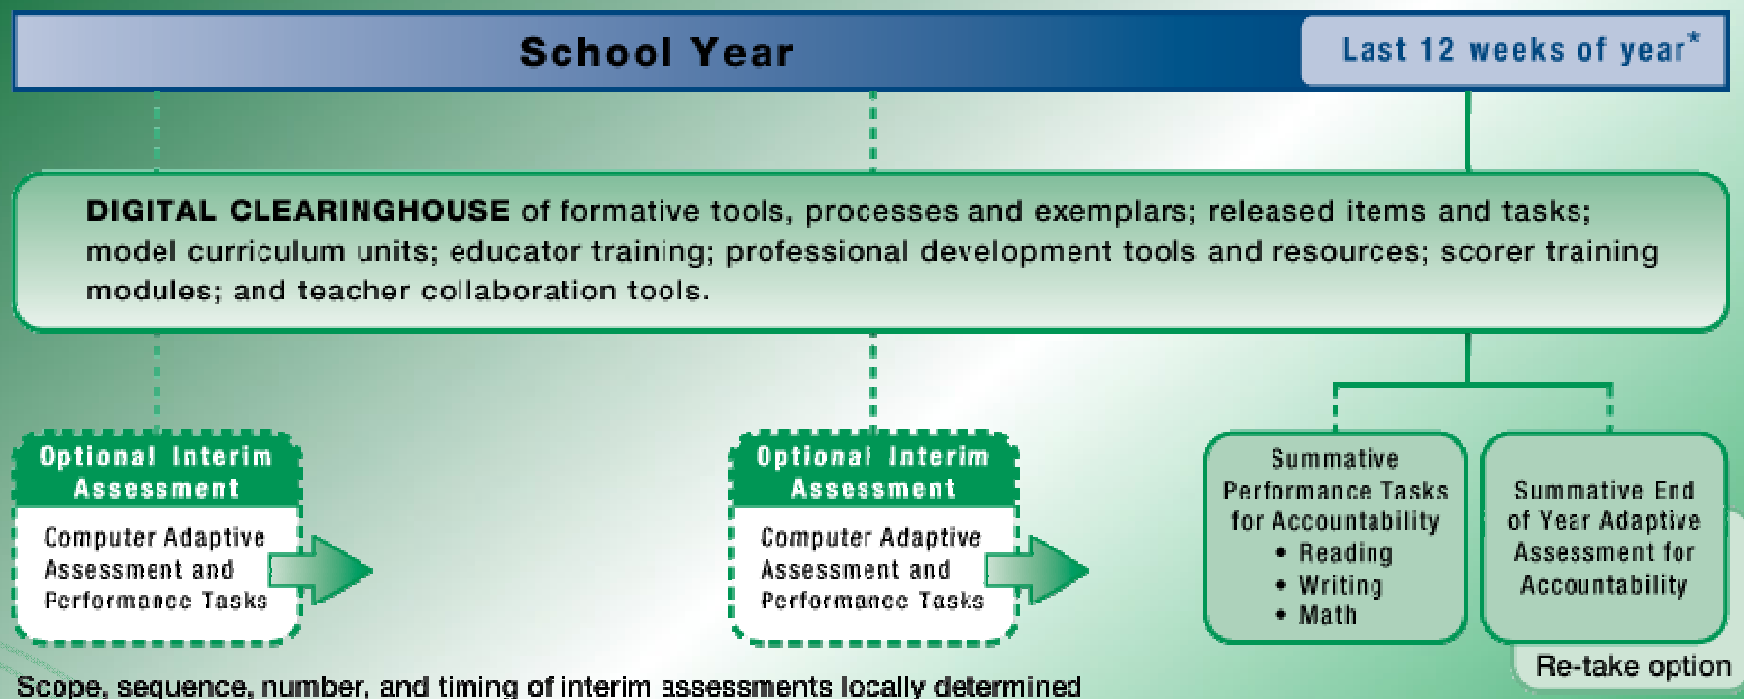 School Year
Last 12 weeks of year*
DIGITAL CLEARINGHOUSE of formative tools, processes and exemplars; released items and tasks;
model curriculum units; educator training; professional development tools and resources; scorer training
modules; and teacher collaboration tools.
Optional Interim
Assessment
Computer Adaptive
Assessment and
Performance Tasks
Optional Interim
Assessment
Computer Adaptive
Assessment and
Performance Tasks
Summative
Performance Tasks
for Accountability
• Reading
• Writing
• Math
Summative End
of Year Adaptive
Assessment for
Accountability
Re-take option
Scope, sequence, number, and timing of interim assessments locally determined